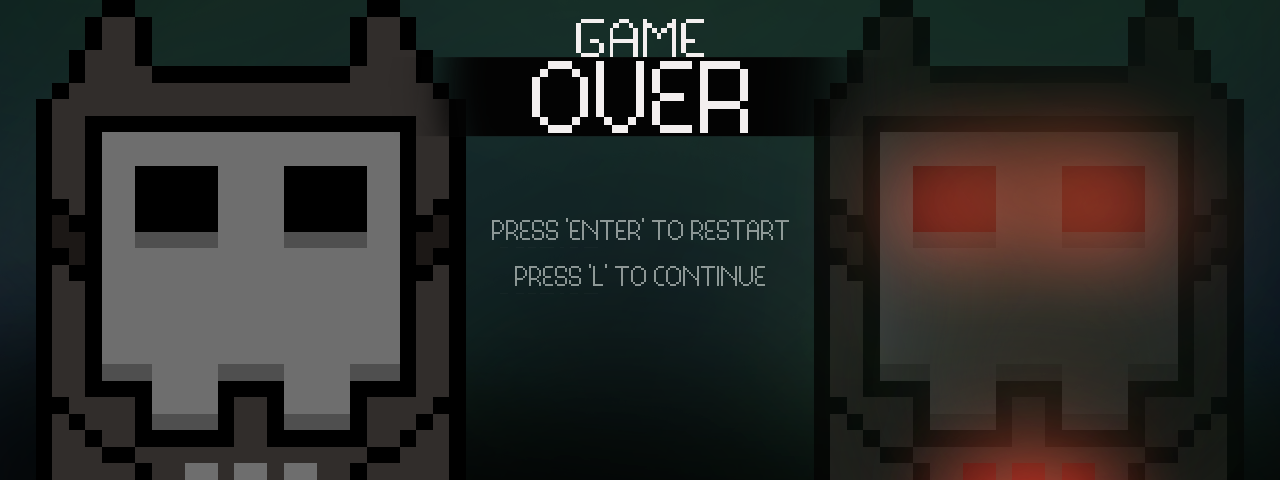 GAME
OVER
PRESS 'ENTER' TO RESTART
PRESS 'L' TO CONTINUE